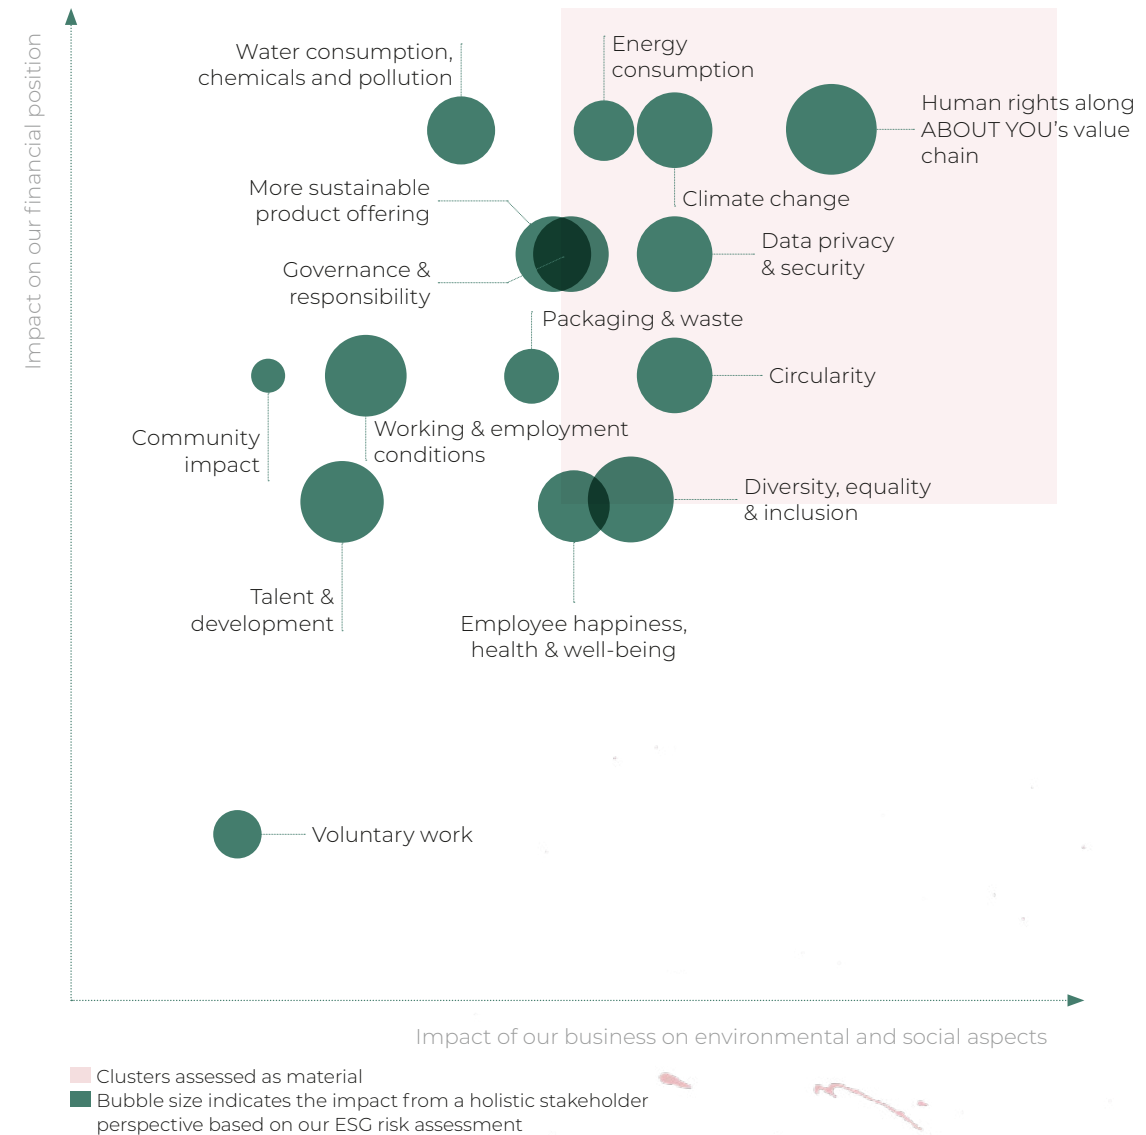 Impact on our financial position
Water consumption,
chemicals and pollution
Energy
consumption
Human rights along
ABOUT YOU’s value
chain
More sustainable
product offering
Climate change
Data privacy
& security
Governance &
responsibility
Packaging & waste
Circularity
Community
impact
Working & employment
conditions
Diversity, equality
& inclusion
Talent &
development
Employee happiness,
health & well-being
Voluntary work
Impact of our business on environmental and social aspects
Clusters assessed as material
Bubble size indicates the impact from a holistic stakeholder
perspective based on our ESG risk assessment